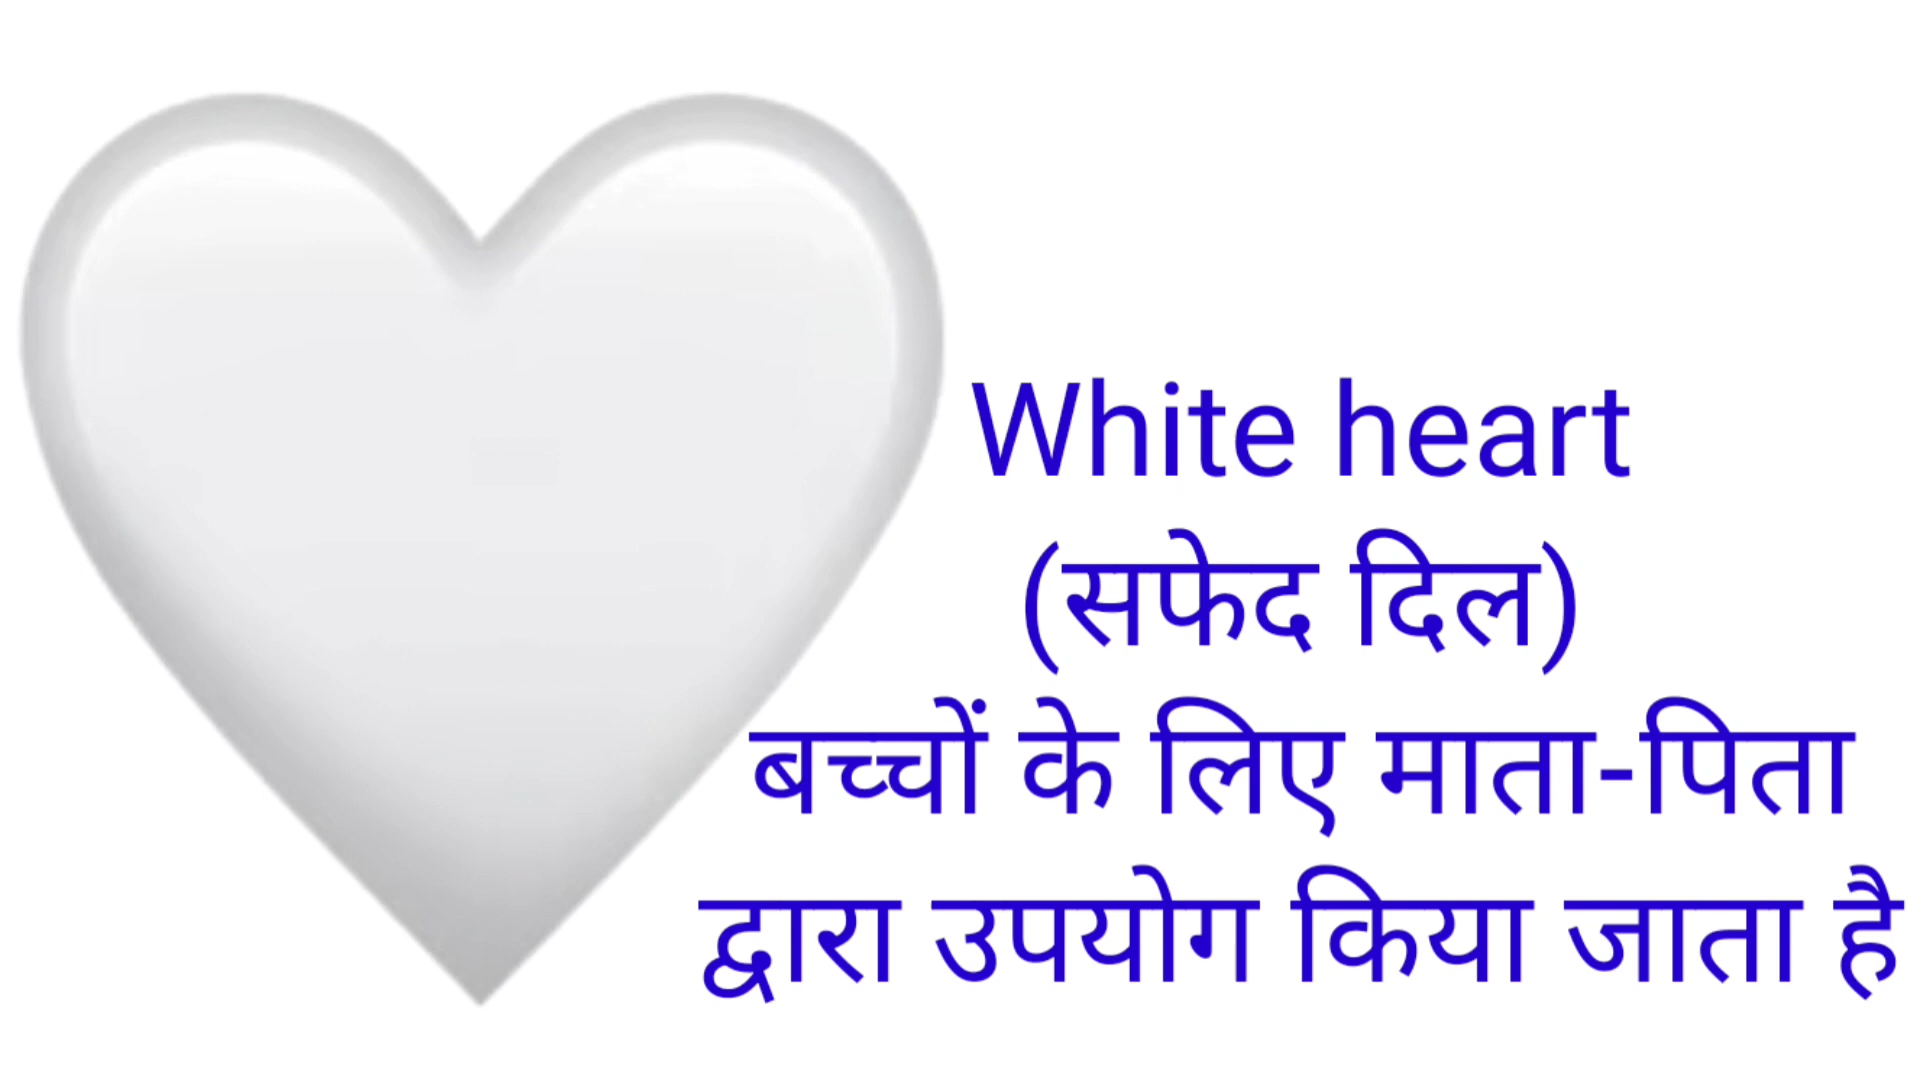 White heart
(सफेद दिल)
बच्चों के लिए माता-पिता
द्वारा उपयोग किया जाता है